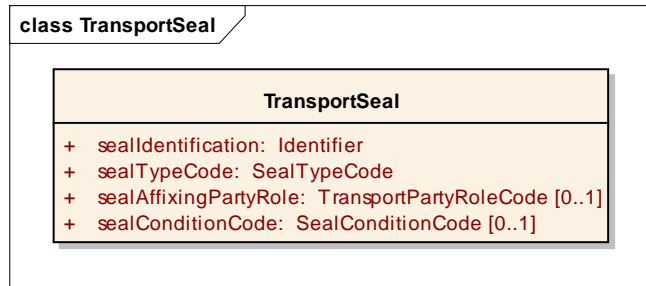 class TransportSeal
TransportSeal
+ sealIdentification: Identifier
+ sealTypeCode: SealTypeCode
+ sealAffixingPartyRole: TransportPartyRoleCode [0..1]
+ sealConditionCode: SealConditionCode [0..1]